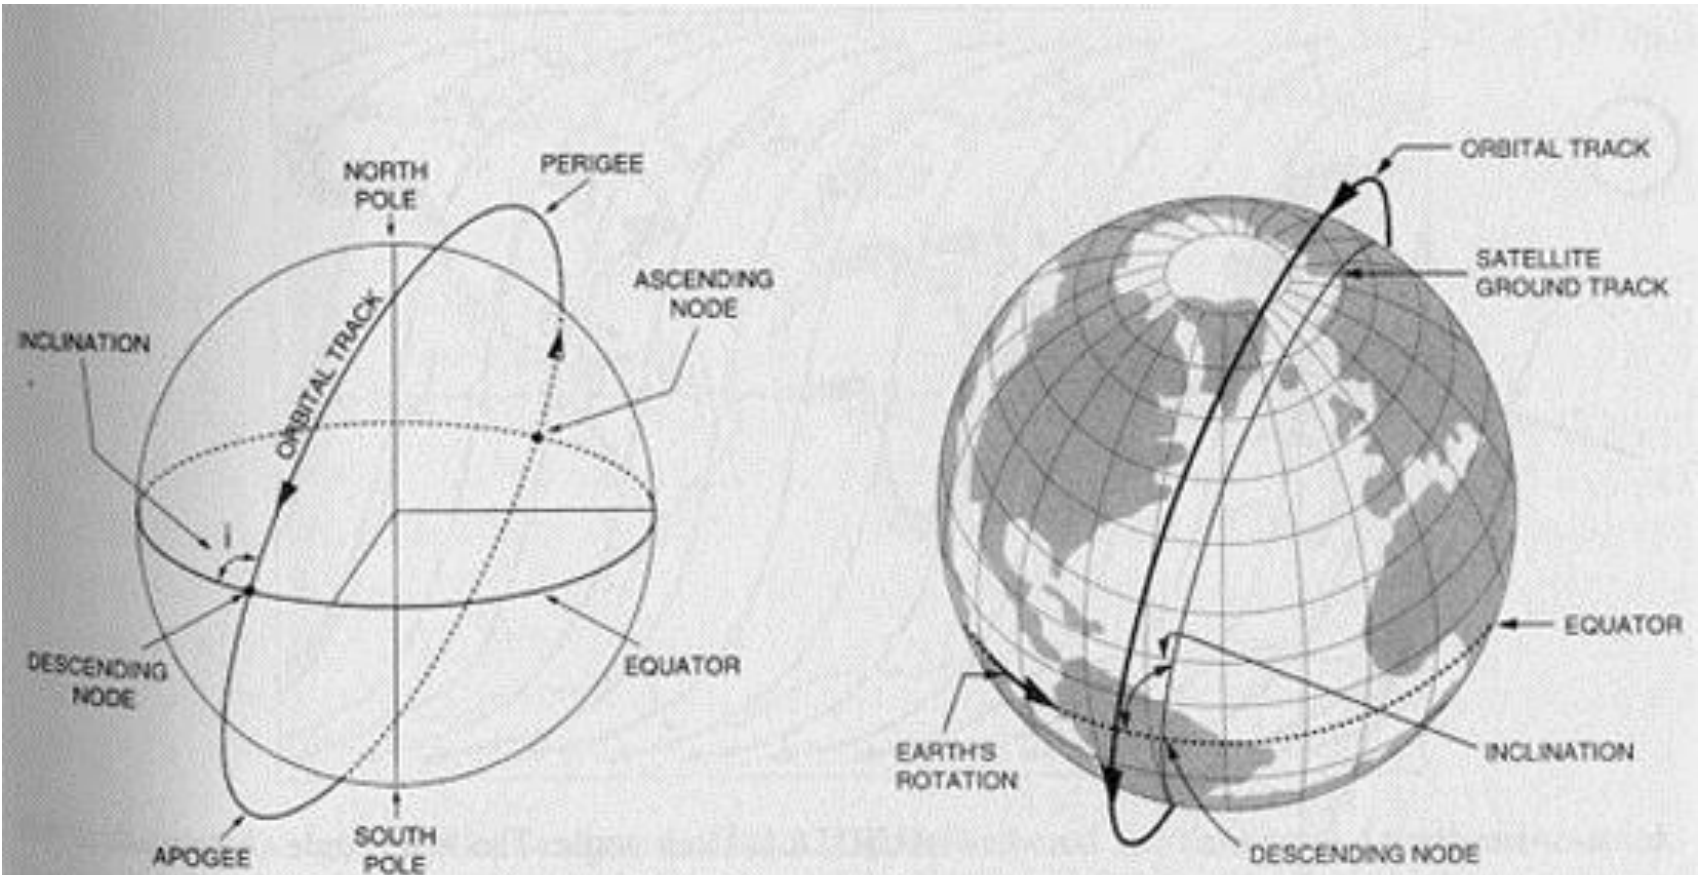 NORTH
POLE
PERIGEE
ASCENDING
NODE
INCLINATION
ORBITAL TRACK
i
DESCENDING
NODE
EQUATOR
APOGEE
SOUTH
POLE
ORBITAL TRACK
SATELLITE
GROUND TRACK
EQUATOR
EARTH'S
ROTATION
INCLINATION
DESCENDING NODE